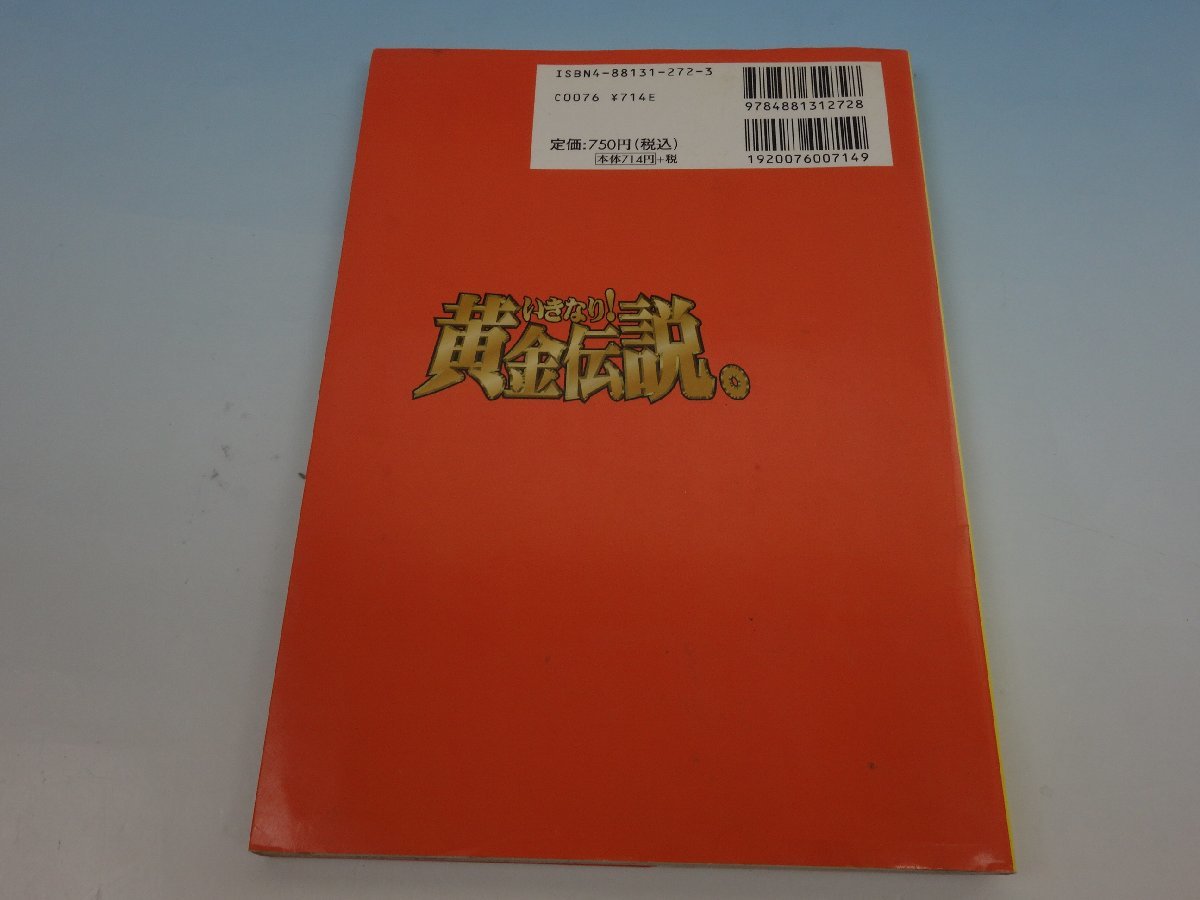 ISBN4-88131-272-3
C0076 ¥714E
定価:750円(税込)
本体714円+税
9784881312728
1920076007149
いきなり!
黄金伝説。